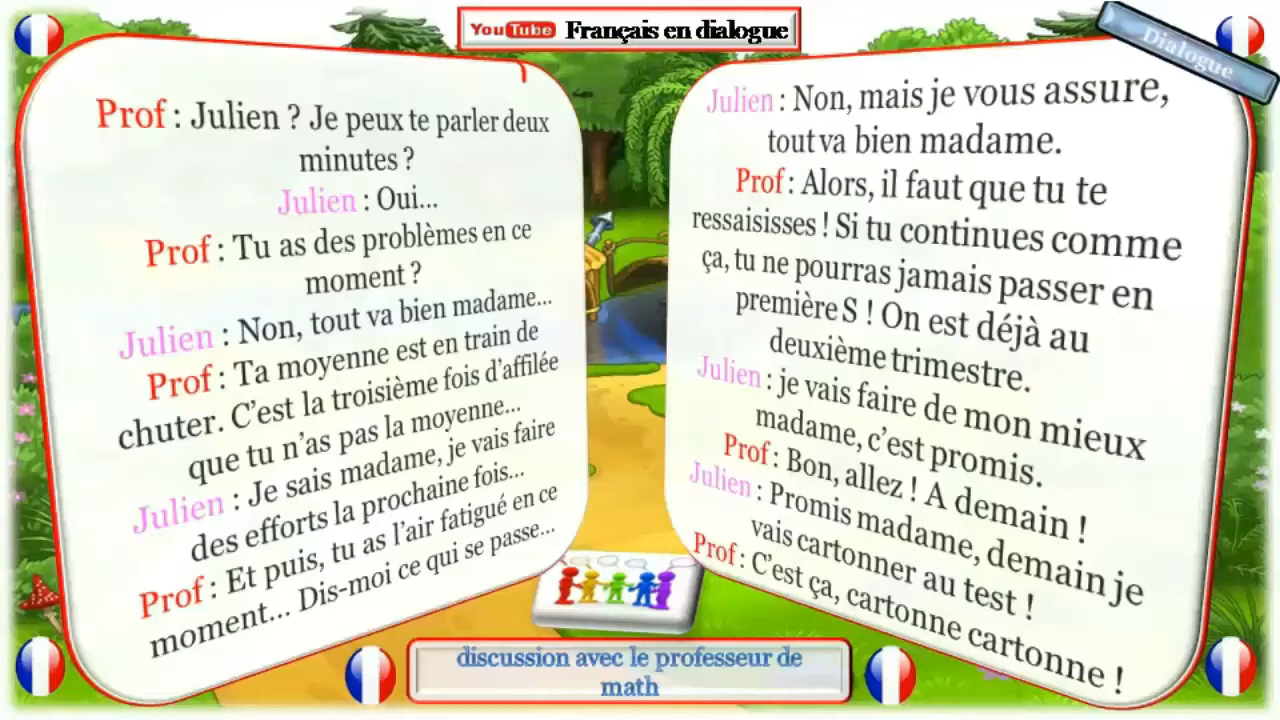 YouTube Français en dialogue
Dialogue
Prof : Julien ? Je peux te parler deux
minutes ?
Julien : Oui...
Prof : Tu as des problèmes en ce
moment ?
Julien : Non, tout va bien madame...
Prof : Ta moyenne est en train de
chuter. C'est la troisième fois d'affilée
que tu n'as pas la moyenne...
Julien : Je sais madame, je vais faire
des efforts la prochaine fois...
Prof : Et puis, tu as l'air fatigué en ce
moment... Dis-moi ce qui se passe...
Julien : Non, mais je vous assure,
tout va bien madame.
Prof : Alors, il faut que tu te
ressaisisses ! Si tu continues comme
ça, tu ne pourras jamais passer en
première S ! On est déjà au
deuxième trimestre.
Julien : je vais faire de mon mieux
madame, c'est promis.
Prof : Bon, allez ! A demain !
Julien : Promis madame, demain je
vais cartonner au test !
Prof : C'est ça, cartonne cartonne !
discussion avec le professeur de
math